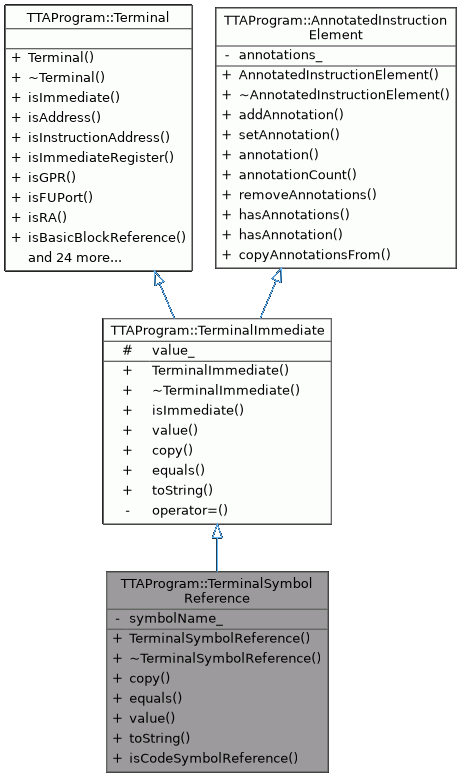 TTAProgram::Terminal
+ Terminal()
+ ~Terminal()
+ isImmediate()
+ isAddress()
+ isInstructionAddress()
+ isImmediateRegister()
+ isGPR()
+ isFUPort()
+ isRA()
+ isBasicBlockReference()
and 24 more...
TTAProgram::AnnotatedInstruction
Element
- annotations_
+ AnnotatedInstructionElement()
+ ~AnnotatedInstructionElement()
+ addAnnotation()
+ setAnnotation()
+ annotation()
+ annotationCount()
+ removeAnnotations()
+ hasAnnotations()
+ hasAnnotation()
+ copyAnnotationsFrom()
TTAProgram::TerminalImmediate
# value_
+ TerminalImmediate()
+ ~TerminalImmediate()
+ isImmediate()
+ value()
+ copy()
+ equals()
+ toString()
- operator=()
TTAProgram::TerminalSymbol
Reference
- symbolName_
+ TerminalSymbolReference()
+ ~TerminalSymbolReference()
+ copy()
+ equals()
+ value()
+ toString()
+ isCodeSymbolReference()